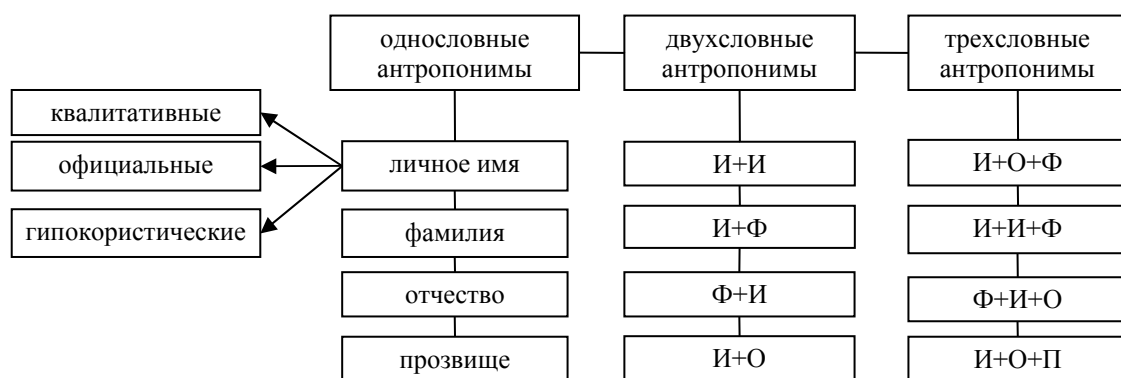 однословные
антропонимы
двухсловные
антропонимы
трехсловные
антропонимы
квалитативные
официальные
личное имя
И+И
И+О+Ф
гипокористические
фамилия
И+Ф
И+И+Ф
отчество
Ф+И
Ф+И+О
прозвище
И+О
И+О+П